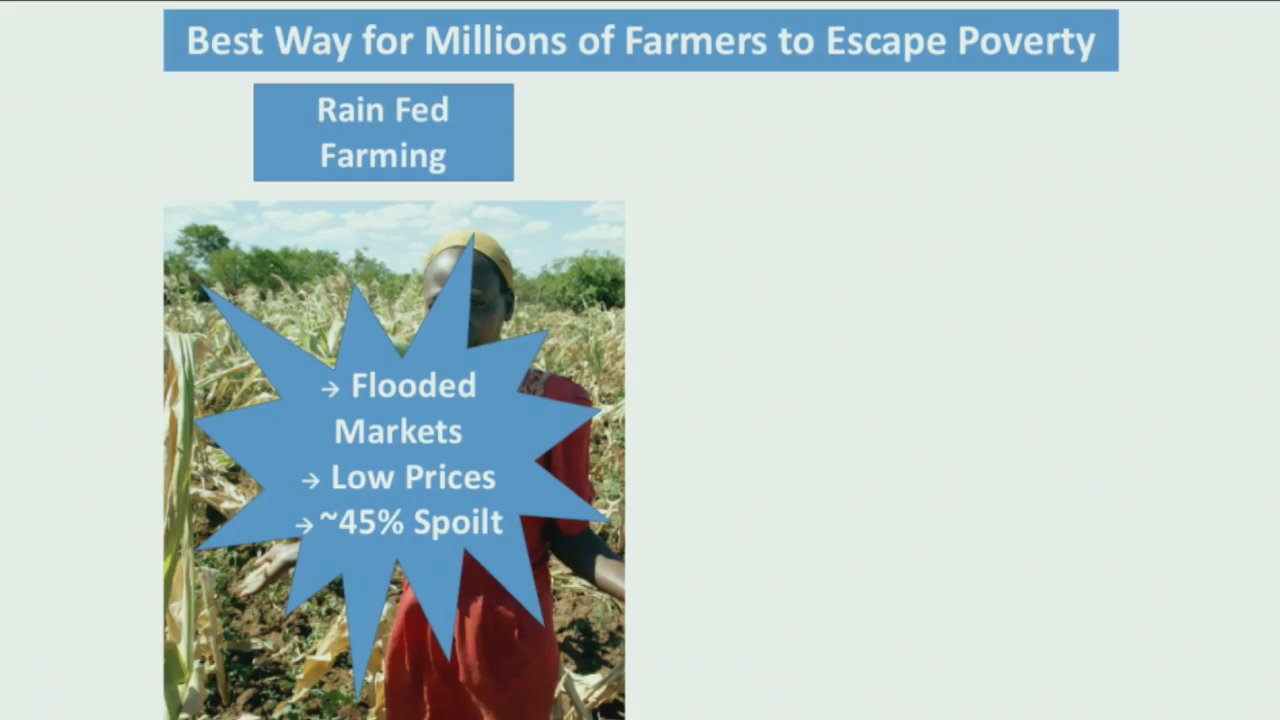 Best Way for Millions of Farmers to Escape Poverty
Rain Fed
Farming
→ Flooded
Markets
→ Low Prices
→ ~45% Spoilt